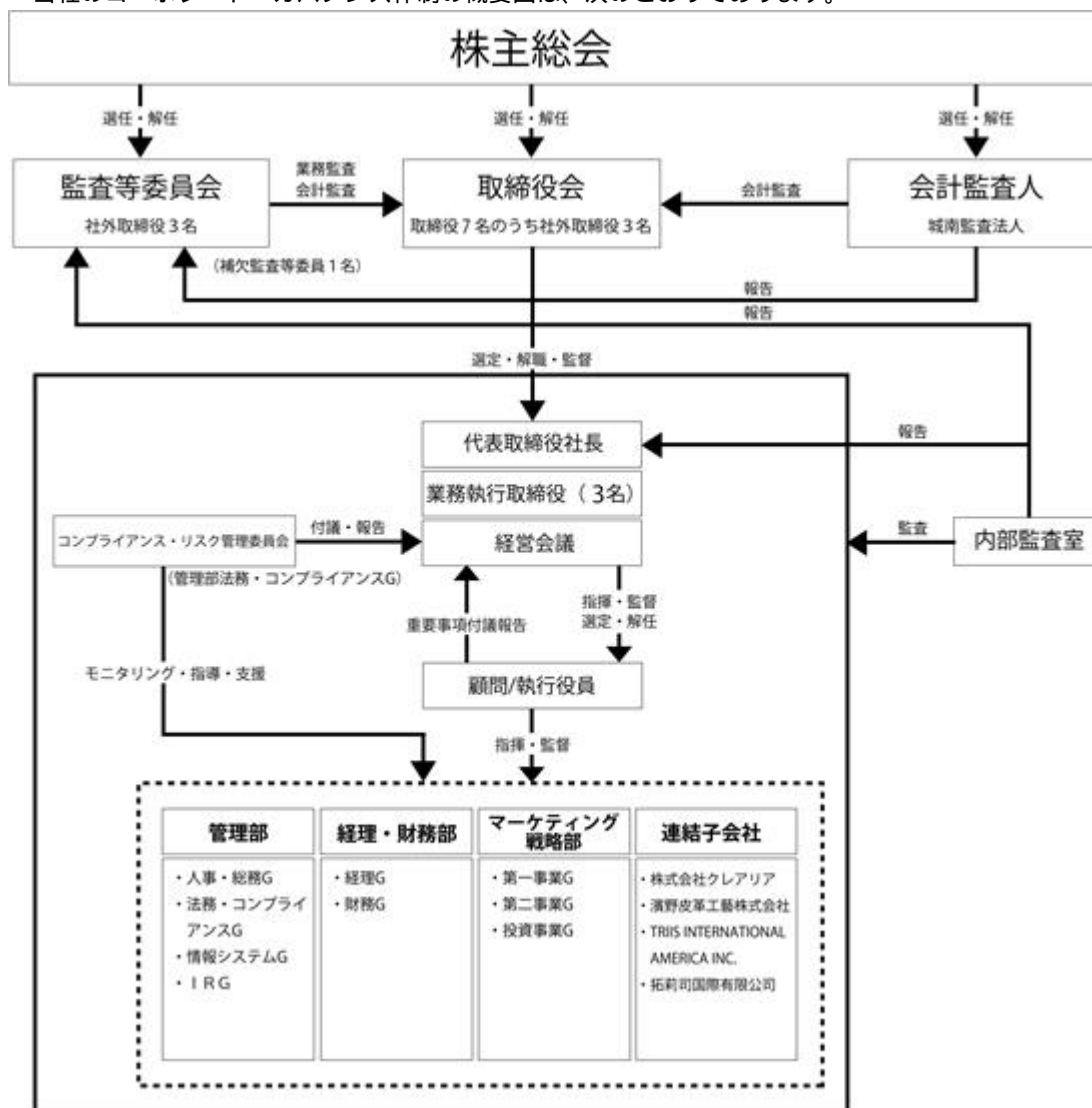 当社のコーポレート・ガバナンス体制の概要図は、次のとおりであります。
株主総会
選任・解任
選任・解任
選任・解任
監査等委員会
社外取締役3名
業務監査
会計監査
取締役会
取締役7名のうち社外取締役3名
会計監査
会計監査人
城南監査法人
(補欠監査等委員1名)
報告
報告
選定・解職・監督
代表取締役社長
報告
業務執行取締役(3名)
コンプライアンス・リスク管理委員会
付議・報告
経営会議
監査
内部監査室
(管理部法務・コンプライアンスG)
指揮・監督
選定・解任
重要事項付議報告
モニタリング・指導・支援
顧問/執行役員
指揮・監督
管理部
・人事・総務G
・法務・コンプライ
アンスG
・情報システムG
・IRG
経理・財務部
・経理G
・財務G
マーケティング
戦略部
・第一事業G
・第二事業G
・投資事業G
連結子会社
・株式会社クレアリア
・濱野皮革工藝株式会社
・TRIIS INTERNATIONAL
AMERICA INC.
・拓莉司国際有限公司